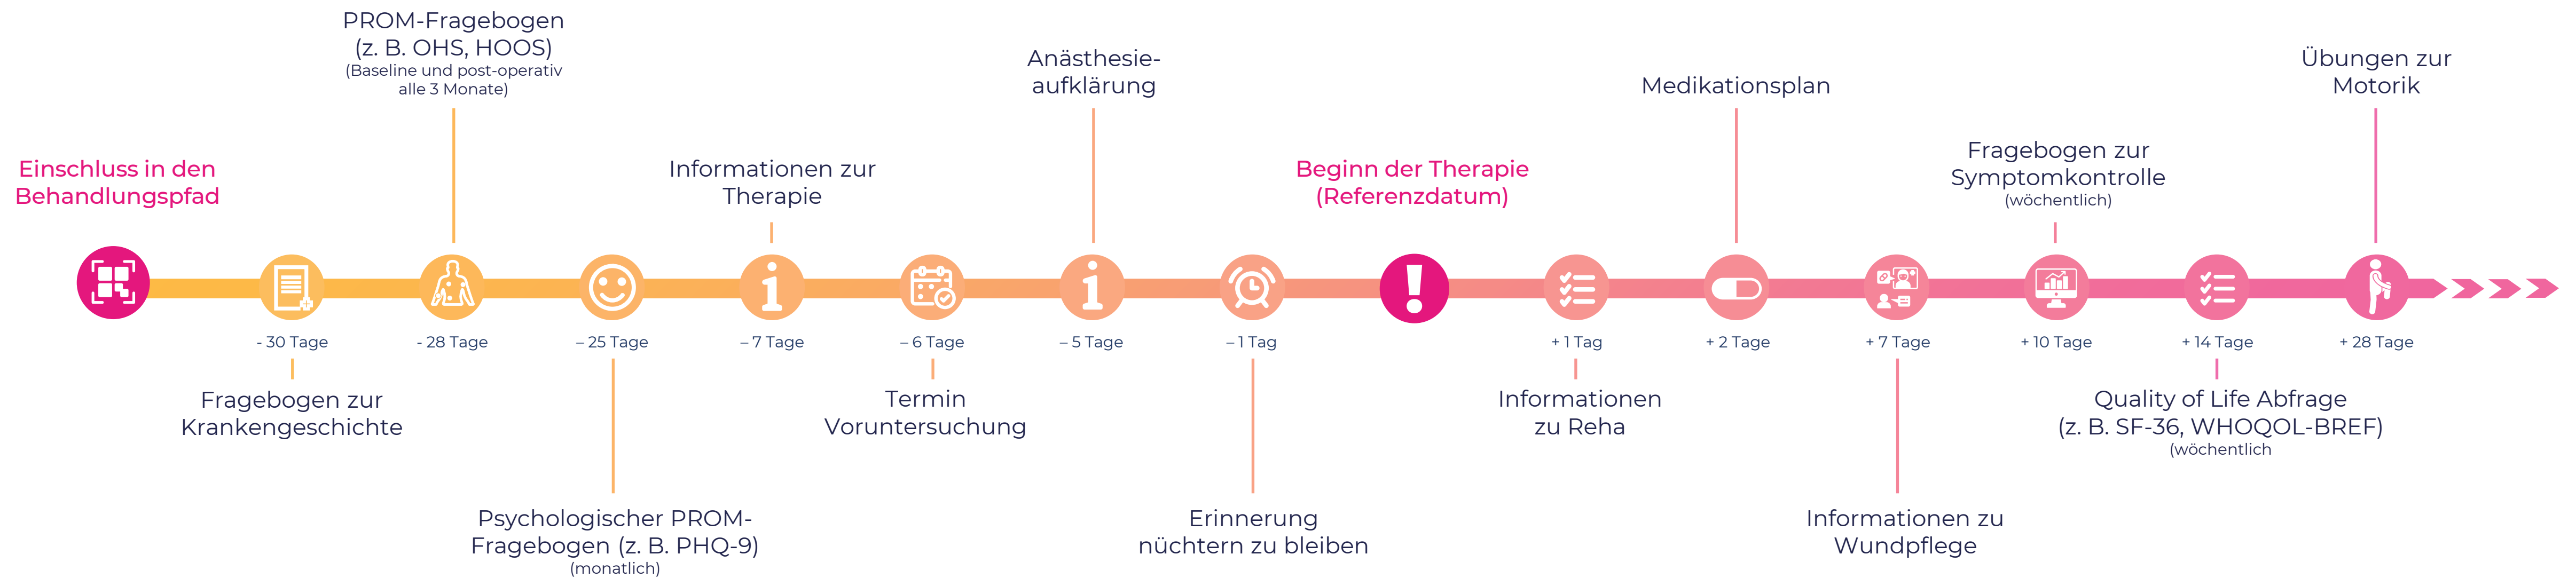 Einschluss in den
Behandlungspfad
- 30 Tage
Fragebogen zur
Krankengeschichte
PROM-Fragebogen
(z. B. OHS, HOOS)
(Baseline und post-operativ
alle 3 Monate)
- 28 Tage
– 25 Tage
Psychologischer PROM-
Fragebogen (z. B. PHQ-9)
(monatlich)
Informationen zur
Therapie
– 7 Tage
– 6 Tage
Termin
Voruntersuchung
Anästhesie-
aufklärung
– 5 Tage
– 1 Tag
Erinnerung
nüchtern zu bleiben
Beginn der Therapie
(Referenzdatum)
+ 1 Tag
Informationen
zu Reha
Medikationsplan
+ 2 Tage
+ 7 Tage
Informationen zu
Wundpflege
Fragebogen zur
Symptomkontrolle
(wöchentlich)
+ 10 Tage
+ 14 Tage
Quality of Life Abfrage
(z. B. SF-36, WHOQOL-BREF)
(wöchentlich
Übungen zur
Motorik
+ 28 Tage